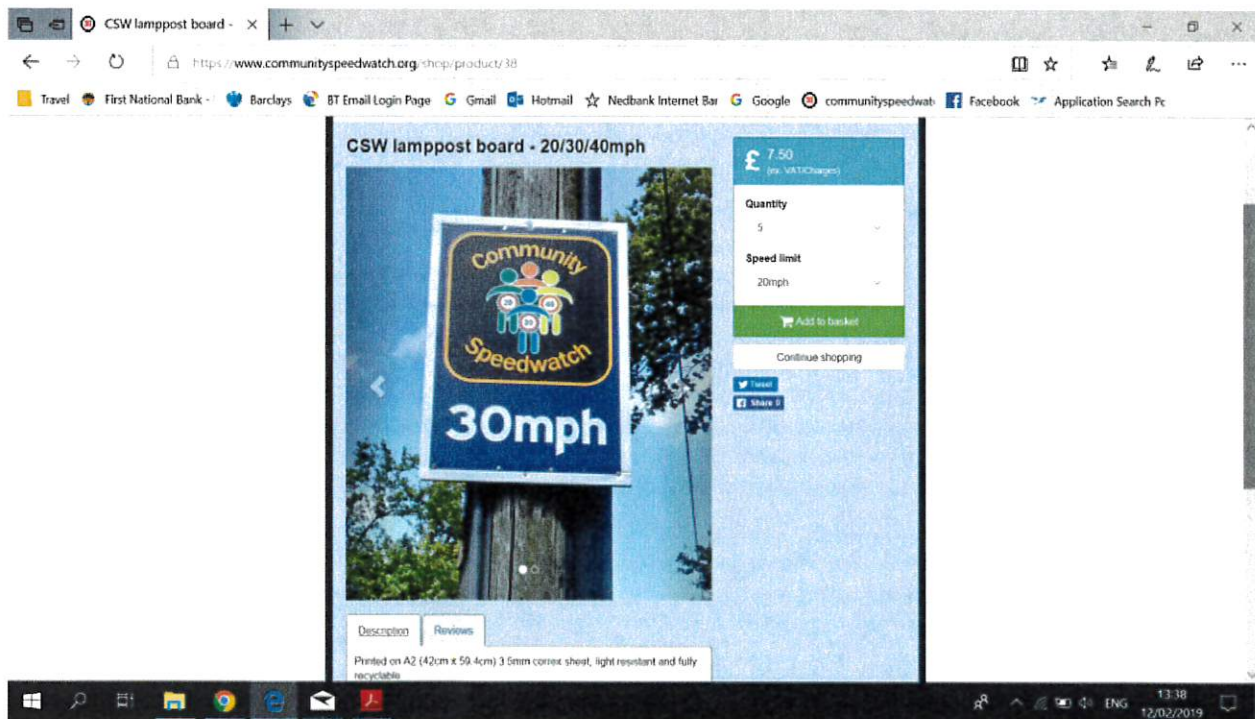 CSW lamppost board -
https://www.communityspeedwatch.org/shop/product/38
Travel
First National Bank -
Barclays
BT Email Login Page
Gmail
Hotmail
Nedbank Internet Bar
Google
communityspeedwat
Facebook
Application Search Pc
CSW lamppost board - 20/30/40mph
£ 7.50
(ex. VAT/Charges)
Quantity
5
Speed limit
20mph
Add to basket
Continue shopping
Tweet
Share 0
Community
20
40
30
Speedwatch
30mph
Description
Reviews
Printed on A2 (42cm x 59.4cm) 3.5mm correx sheet, light resistant and fully
recyclable
ENG
13:38
12/02/2019